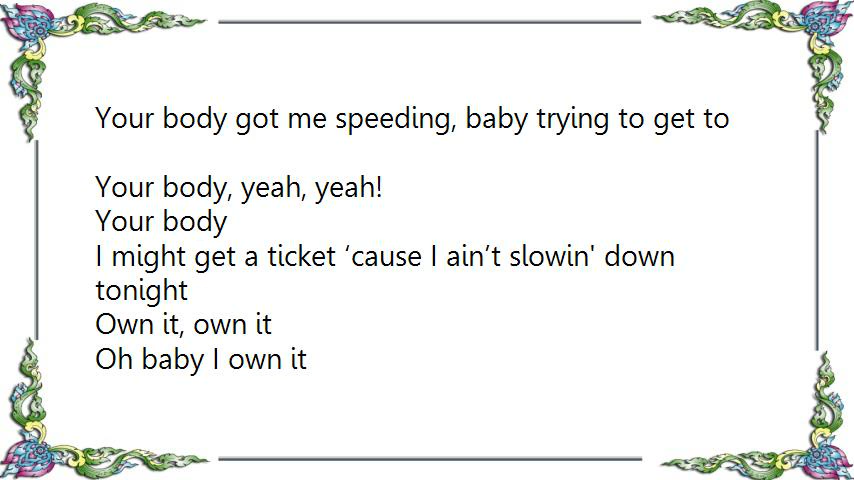 Your body got me speeding, baby trying to get to
Your body, yeah, yeah!
Your body
I might get a ticket ‘cause I ain’t slowin' down
tonight
Own it, own it
Oh baby I own it